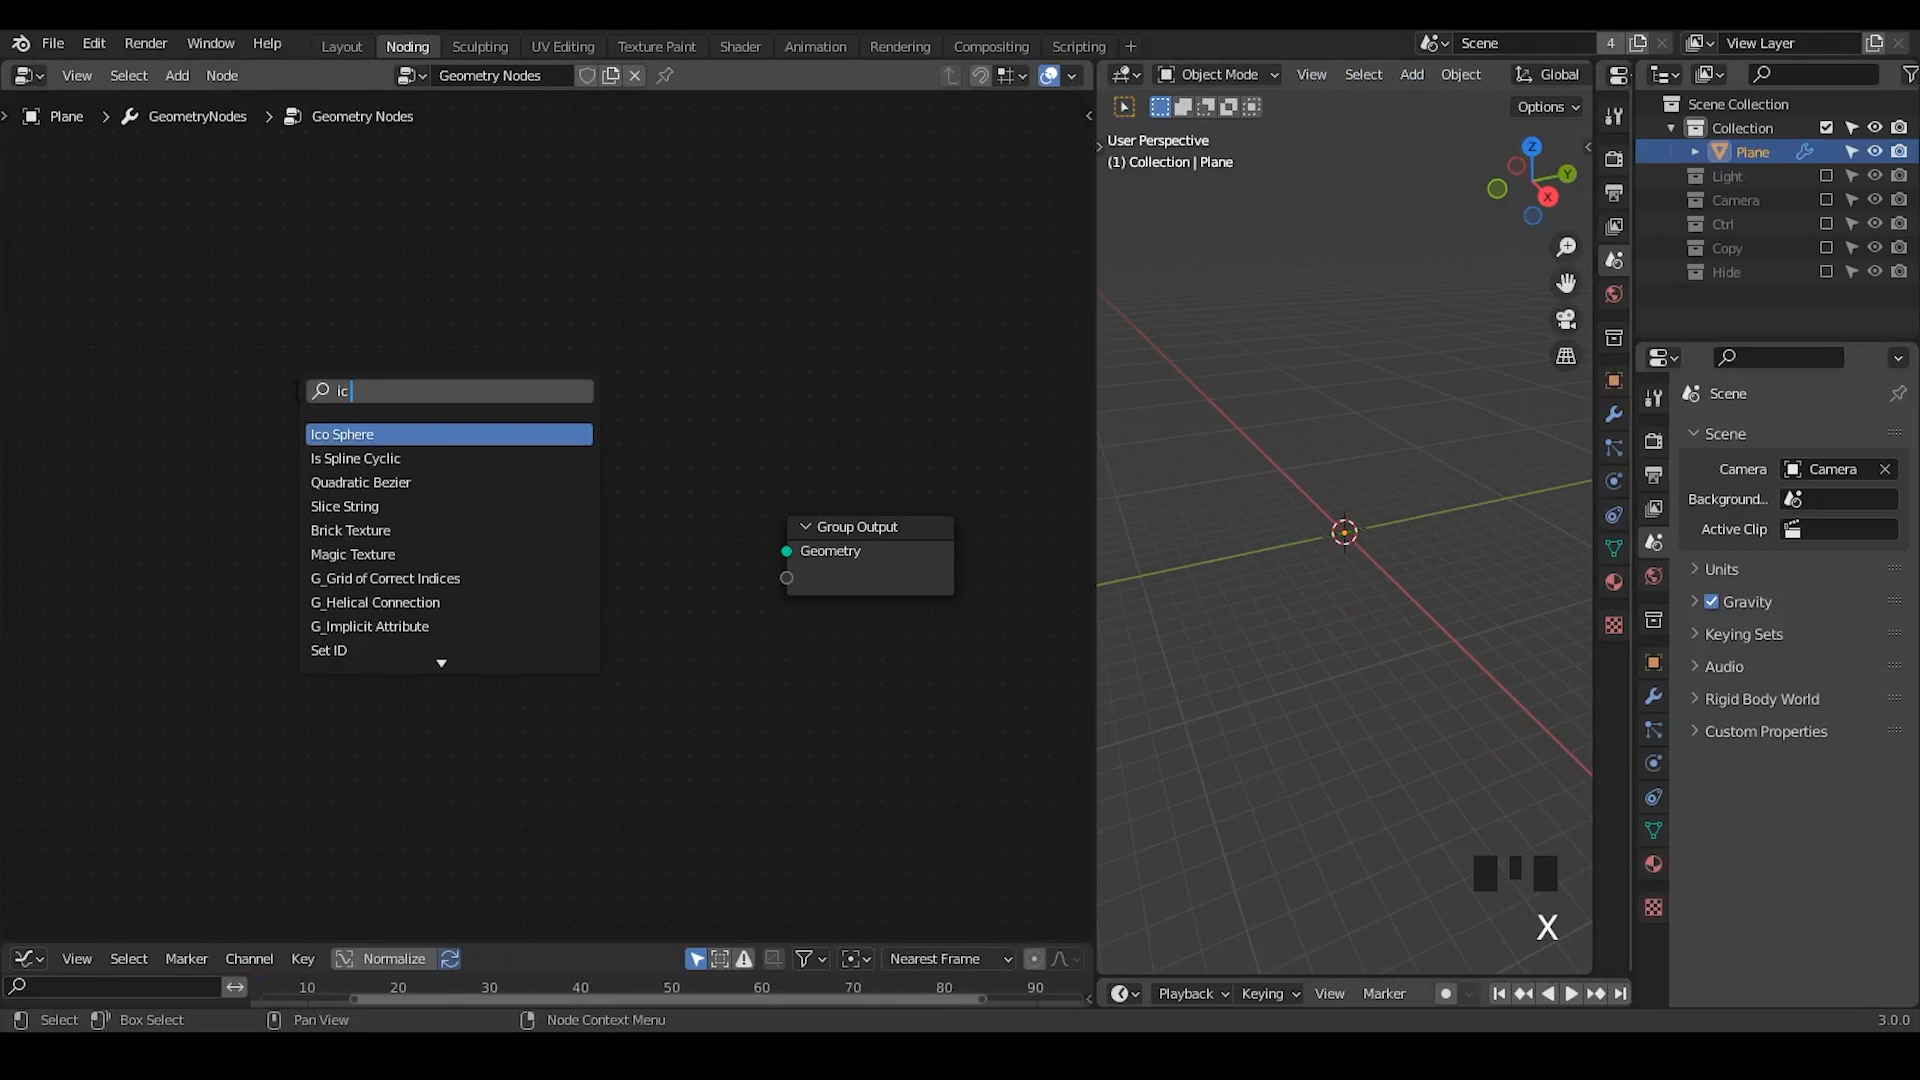 File Edit Render Window Help Layout Noding Sculpting UV Editing Texture Paint Shader Animation Rendering Compositing Scripting + Scene 4 View Layer
View Select Add Node Geometry Nodes Object Mode View Select Add Object Global
Options
Plane > GeometryNodes > Geometry Nodes
User Perspective
(1) Collection | Plane
Z
Y
X
Scene Collection
Collection
Plane
Light
Camera
Ctrl
Copy
Hide
ic
Ico Sphere
Is Spline Cyclic
Quadratic Bezier
Slice String
Brick Texture
Magic Texture
G_Grid of Correct Indices
G_Helical Connection
G_Implicit Attribute
Set ID
Group Output
Geometry
Scene
Scene
Camera Camera
Background...
Active Clip
Units
Gravity
Keying Sets
Audio
Rigid Body World
Custom Properties
X
View Select Marker Channel Key Normalize Nearest Frame
10 20 30 40 50 60 70 80 90
Playback Keying View Marker
Select Box Select Pan View Node Context Menu 3.0.0